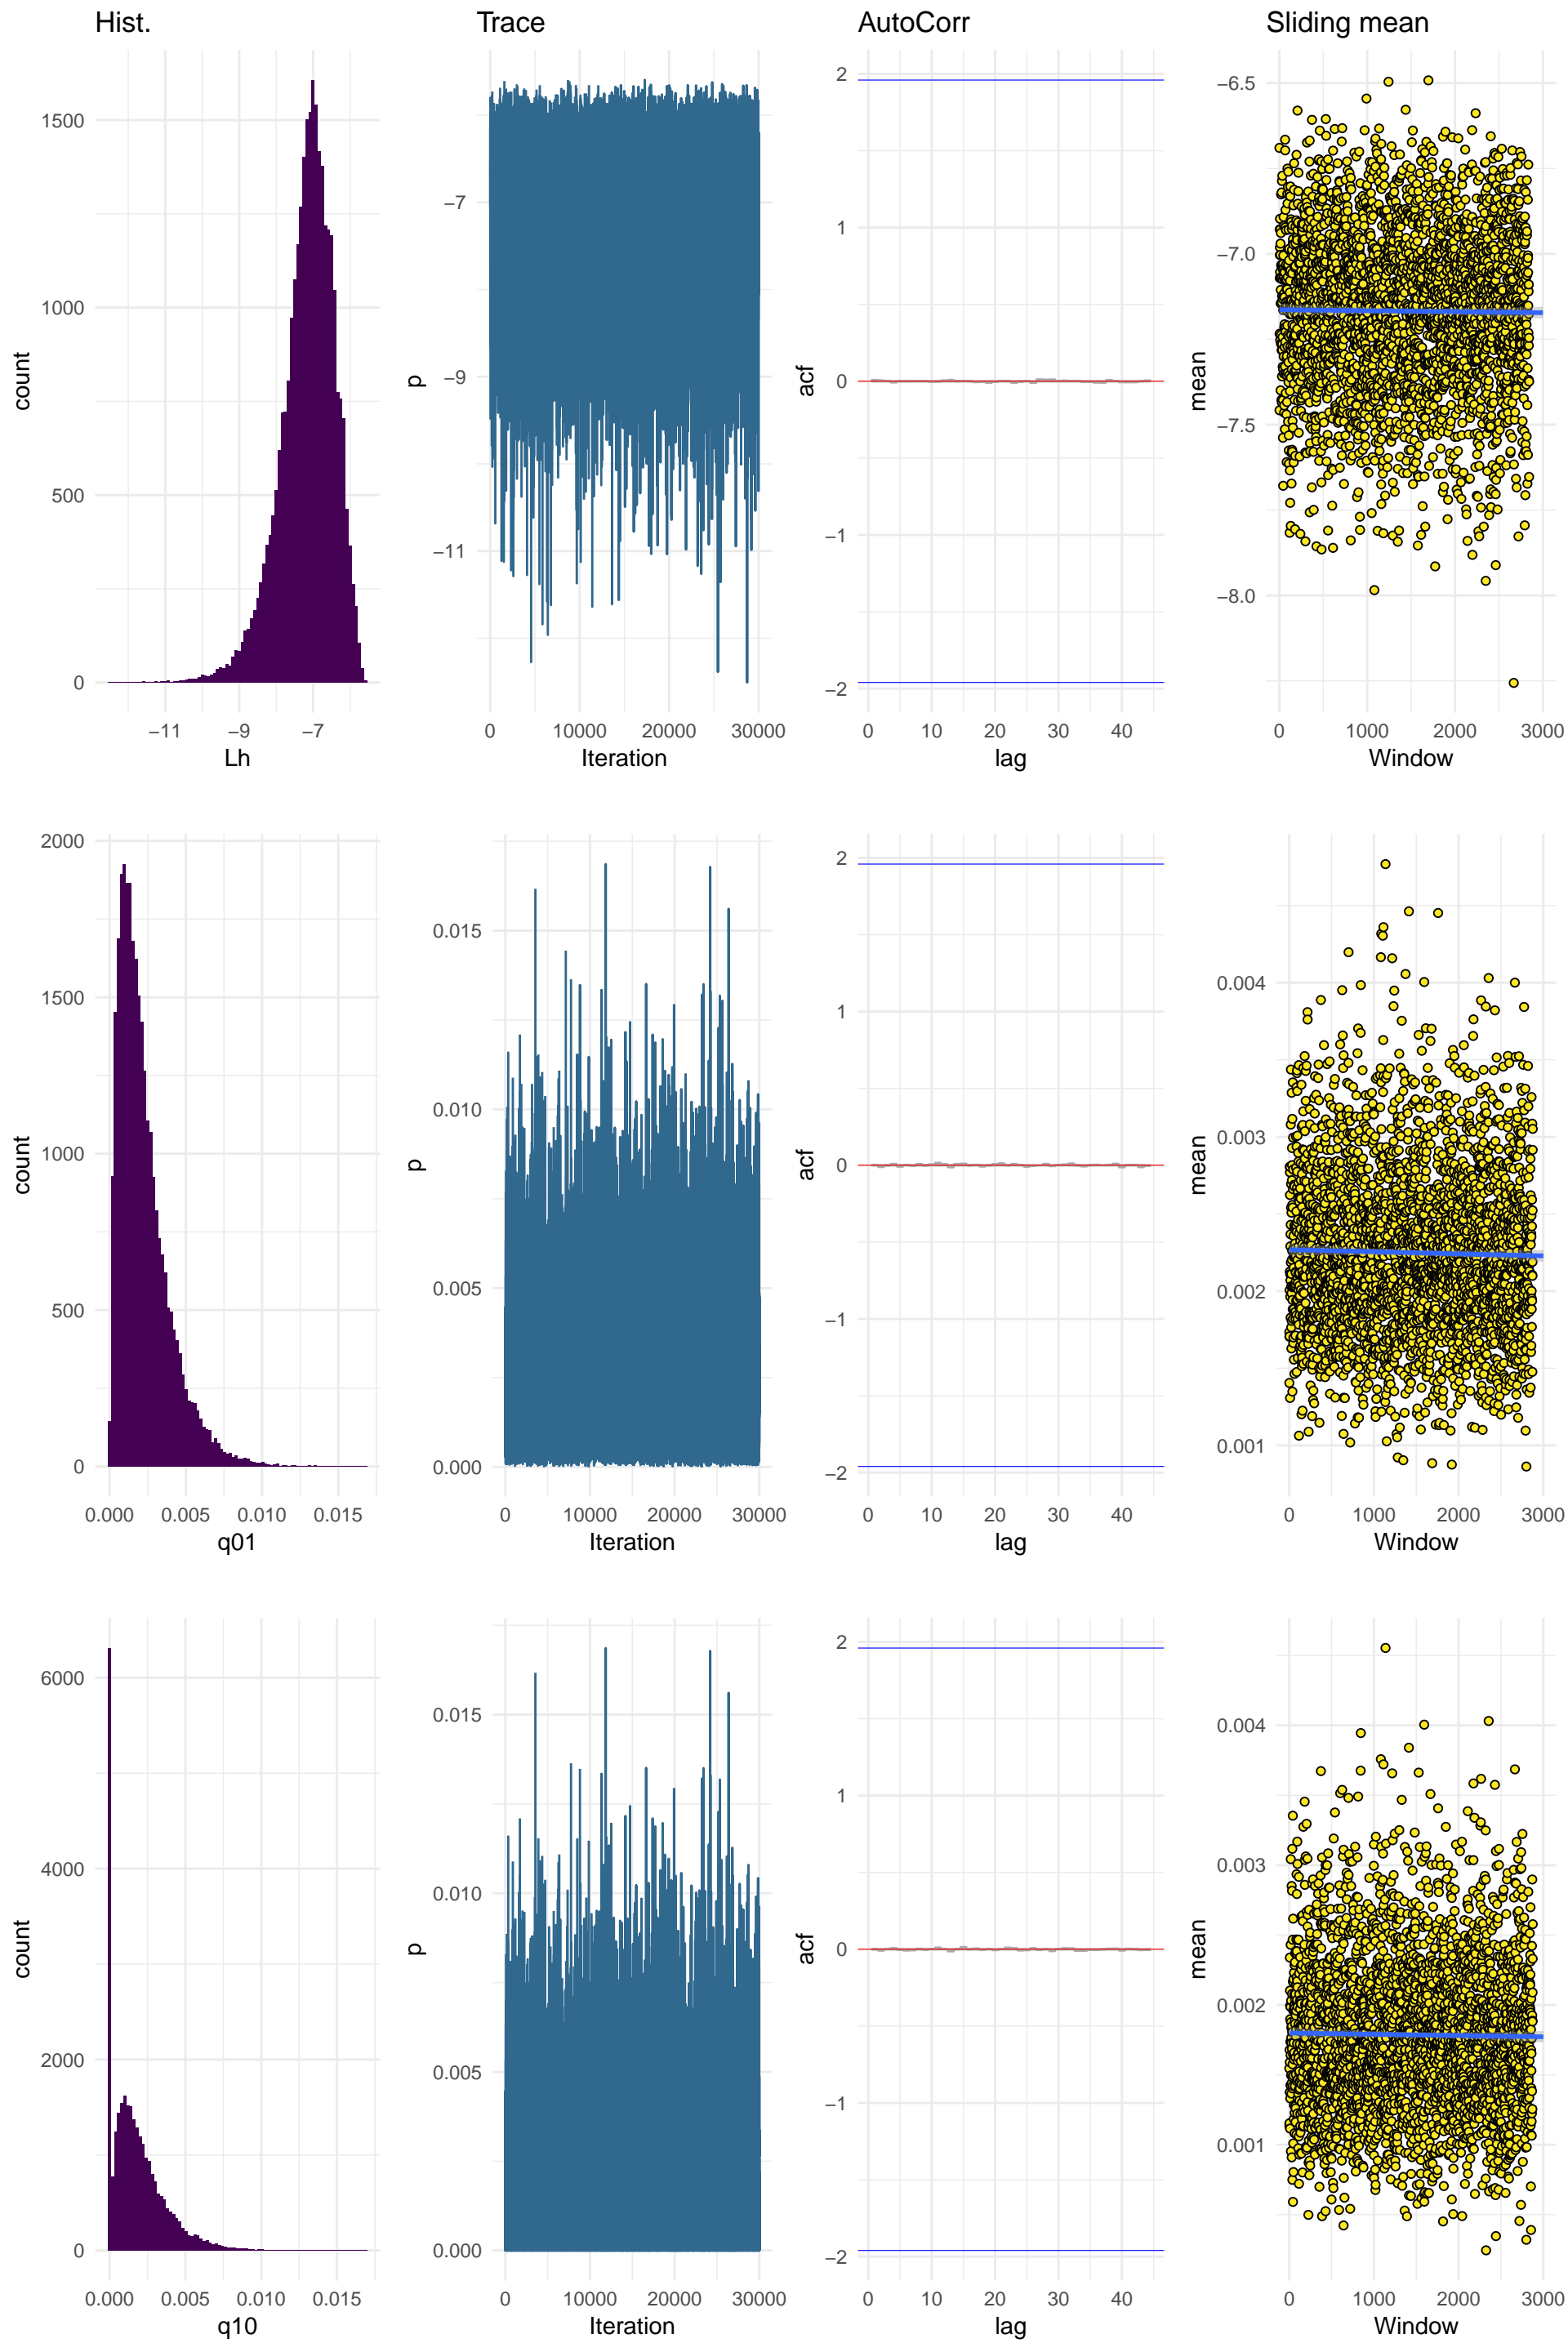 Hist. Trace AutoCorr Sliding mean
1500
1000
500
0
count
−11 −9 −7
Lh
−7
−9
−11
p
0 10000 20000 30000
Iteration
2
1
0
−1
−2
acf
0 10 20 30 40
lag
−6.5
−7.0
−7.5
−8.0
mean
0 1000 2000 3000
Window
2000
1500
1000
500
0
count
0.000 0.005 0.010 0.015
q01
0.015
0.010
0.005
0.000
p
0 10000 20000 30000
Iteration
2
1
0
−1
−2
acf
0 10 20 30 40
lag
0.004
0.003
0.002
0.001
mean
0 1000 2000 3000
Window
6000
4000
2000
0
count
0.000 0.005 0.010 0.015
q10
0.015
0.010
0.005
0.000
p
0 10000 20000 30000
Iteration
2
1
0
−1
−2
acf
0 10 20 30 40
lag
0.004
0.003
0.002
0.001
mean
0 1000 2000 3000
Window